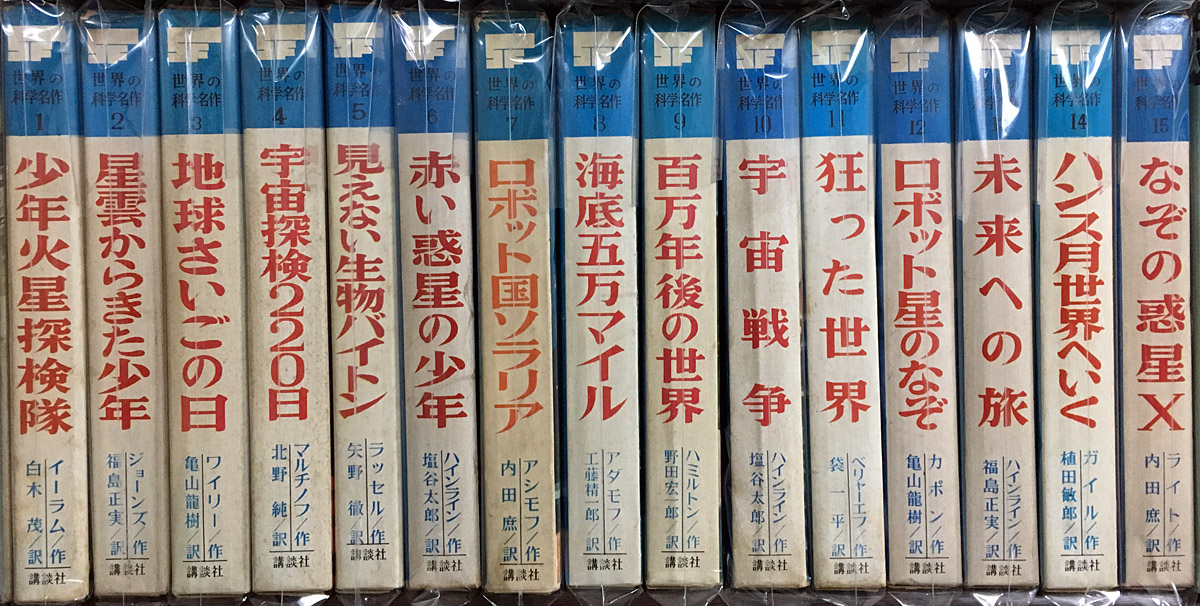 SF
世界の
科学名作
1
少年火星探検隊
イーラム/作
白木 茂/訳
SF
世界の
科学名作
2
星雲からきた少年
ジョーンズ/作
福島正実/訳
SF
世界の
科学名作
3
地球さいごの日
ワイリー/作
亀山龍樹/訳
SF
世界の
科学名作
4
宇宙探検220日
マルチノフ/作
北野 純/訳
講談社
SF
世界の
科学名作
5
見えない生物バイトン
ラッセル/作
矢野 徹/訳
講談社
SF
世界の
科学名作
6
赤い惑星の少年
ハインライン/作
塩谷太郎/訳
講談社
SF
世界の
科学名作
7
ロボット国ソラリア
アシモフ/作
内田 庶/訳
講談社
SF
世界の
科学名作
8
海底五万マイル
アダモフ/作
工藤精一郎/訳
講談社
SF
世界の
科学名作
9
百万年後の世界
ハミルトン/作
野田宏一郎/訳
講談社
SF
世界の
科学名作
10
宇宙戦争
ハインライン/作
塩谷太郎/訳
講談社
SF
世界の
科学名作
11
狂った世界
ベリャーエフ/作
袋 一平/訳
講談社
SF
世界の
科学名作
12
ロボット星のなぞ
カポン/作
亀山龍樹/訳
講談社
SF
世界の
未来への旅
ハインライン/作
福島正実/訳
講談社
SF
世界の
科学名作
14
ハンス月世界へいく
ガイル/作
植田敏郎/訳
講談社
SF
世界の
科学名作
15
なぞの惑星X
ライト/作
内田 庶/訳
講談社